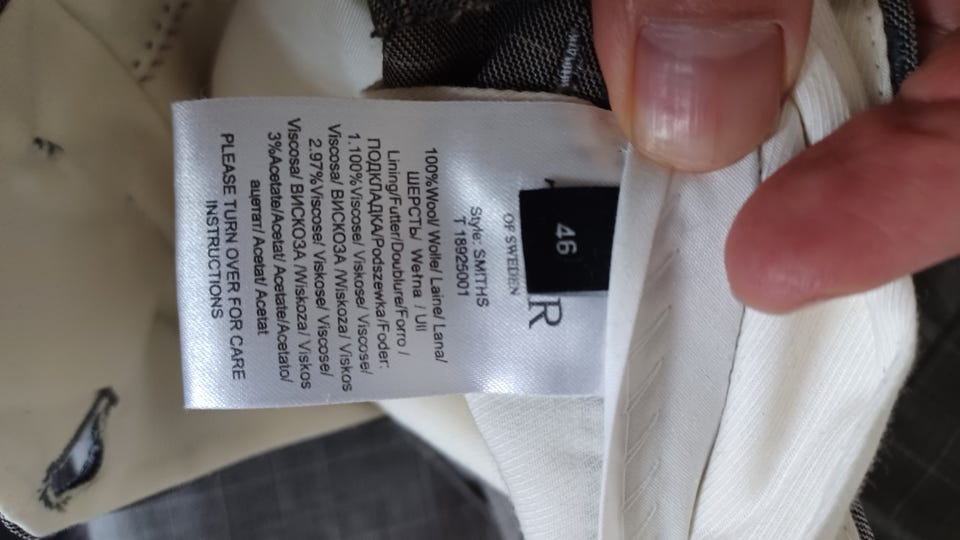 46
R
OF SWEDEN
Style: SMITHS
T 18925001
100%Wool/ Wolle/ Laine/ Lana/
ШЕРСТЬ/ Wełna / Ull
Lining/Futter/Doublure/Forro /
ПОДКЛАДКА/Podszewka/Foder:
1.100%Viscose/ Viskose/ Viscose/
Viscosa/ ВИСКОЗА /Wiskoza/ Viskos
2.97%Viscose/ Viskose/ Viscose/
Viscosa/ ВИСКОЗА /Wiskoza/ Viskos
3%Acetate/Acetat/ Acetate/Acetato/
ацетат/ Acetat/ Acetat
PLEASE TURN OVER FOR CARE
INSTRUCTIONS